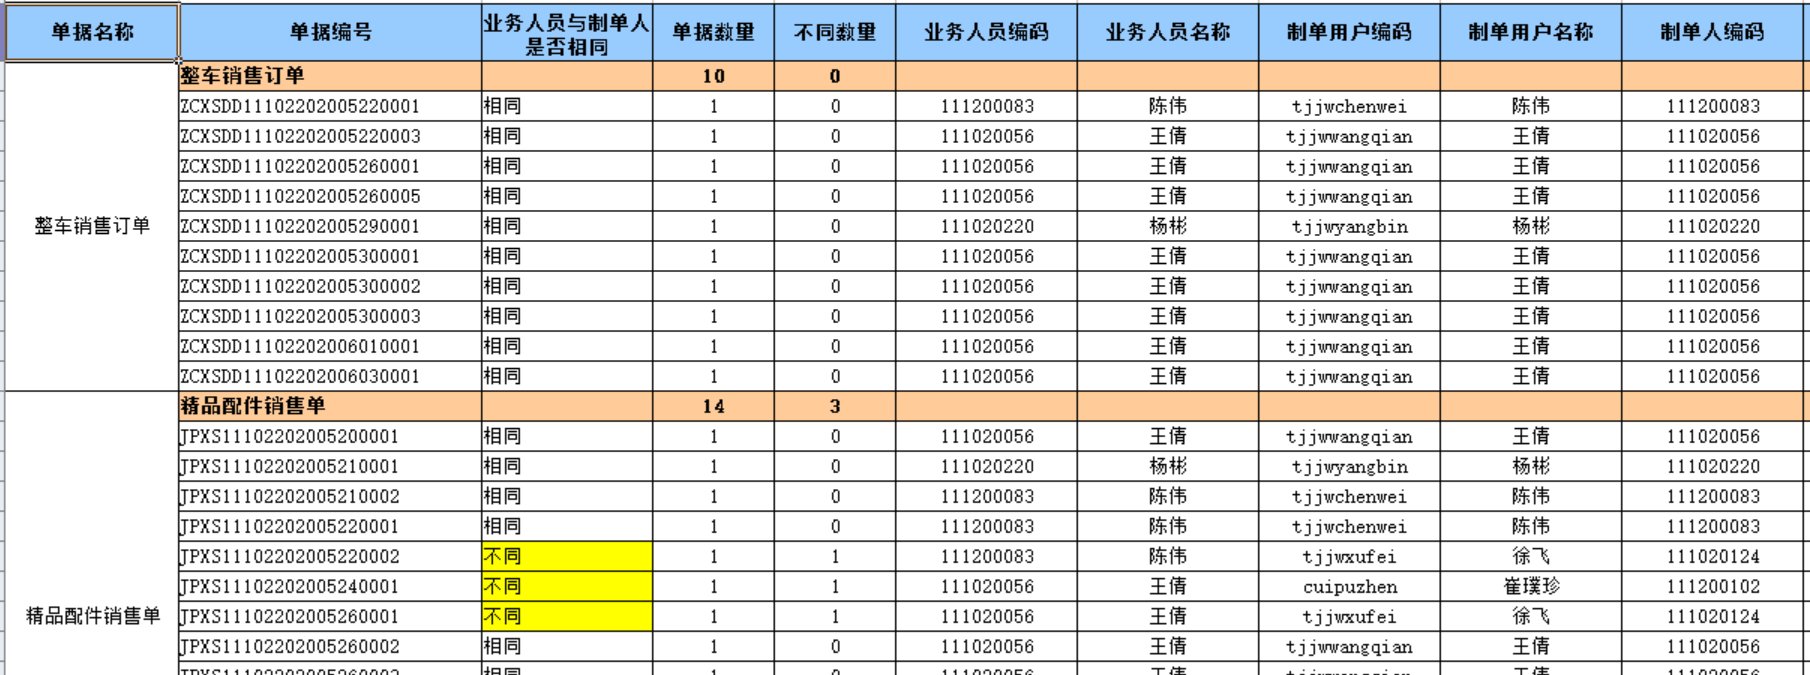 单据名称 单据编号 业务人员与制单人是否相同 单据数量 不同数量 业务人员编码 业务人员名称 制单用户编码 制单用户名称 制单人编码
整车销售订单 10 0
ZCXSDD11102202005220001 相同 1 0 111200083 陈伟 tjjwchenwei 陈伟 111200083
ZCXSDD11102202005220003 相同 1 0 111020056 王倩 tjjwwangqian 王倩 111020056
ZCXSDD11102202005260001 相同 1 0 111020056 王倩 tjjwwangqian 王倩 111020056
ZCXSDD11102202005260005 相同 1 0 111020056 王倩 tjjwwangqian 王倩 111020056
整车销售订单 ZCXSDD11102202005290001 相同 1 0 111020220 杨彬 tjjwyangbin 杨彬 111020220
ZCXSDD11102202005300001 相同 1 0 111020056 王倩 tjjwwangqian 王倩 111020056
ZCXSDD11102202005300002 相同 1 0 111020056 王倩 tjjwwangqian 王倩 111020056
ZCXSDD11102202005300003 相同 1 0 111020056 王倩 tjjwwangqian 王倩 111020056
ZCXSDD11102202006010001 相同 1 0 111020056 王倩 tjjwwangqian 王倩 111020056
ZCXSDD11102202006030001 相同 1 0 111020056 王倩 tjjwwangqian 王倩 111020056
精品配件销售单 14 3
JPXS11102202005200001 相同 1 0 111020056 王倩 tjjwwangqian 王倩 111020056
JPXS11102202005210001 相同 1 0 111020220 杨彬 tjjwyangbin 杨彬 111020220
JPXS11102202005210002 相同 1 0 111200083 陈伟 tjjwchenwei 陈伟 111200083
JPXS11102202005220001 相同 1 0 111200083 陈伟 tjjwchenwei 陈伟 111200083
JPXS11102202005220002 不同 1 1 111200083 陈伟 tjjwxufei 徐飞 111020124
JPXS11102202005240001 不同 1 1 111020056 王倩 cuipuzhen 崔璞珍 111200102
精品配件销售单 JPXS11102202005260001 不同 1 1 111020056 王倩 tjjwxufei 徐飞 111020124
JPXS11102202005260002 相同 1 0 111020056 王倩 tjjwwangqian 王倩 111020056